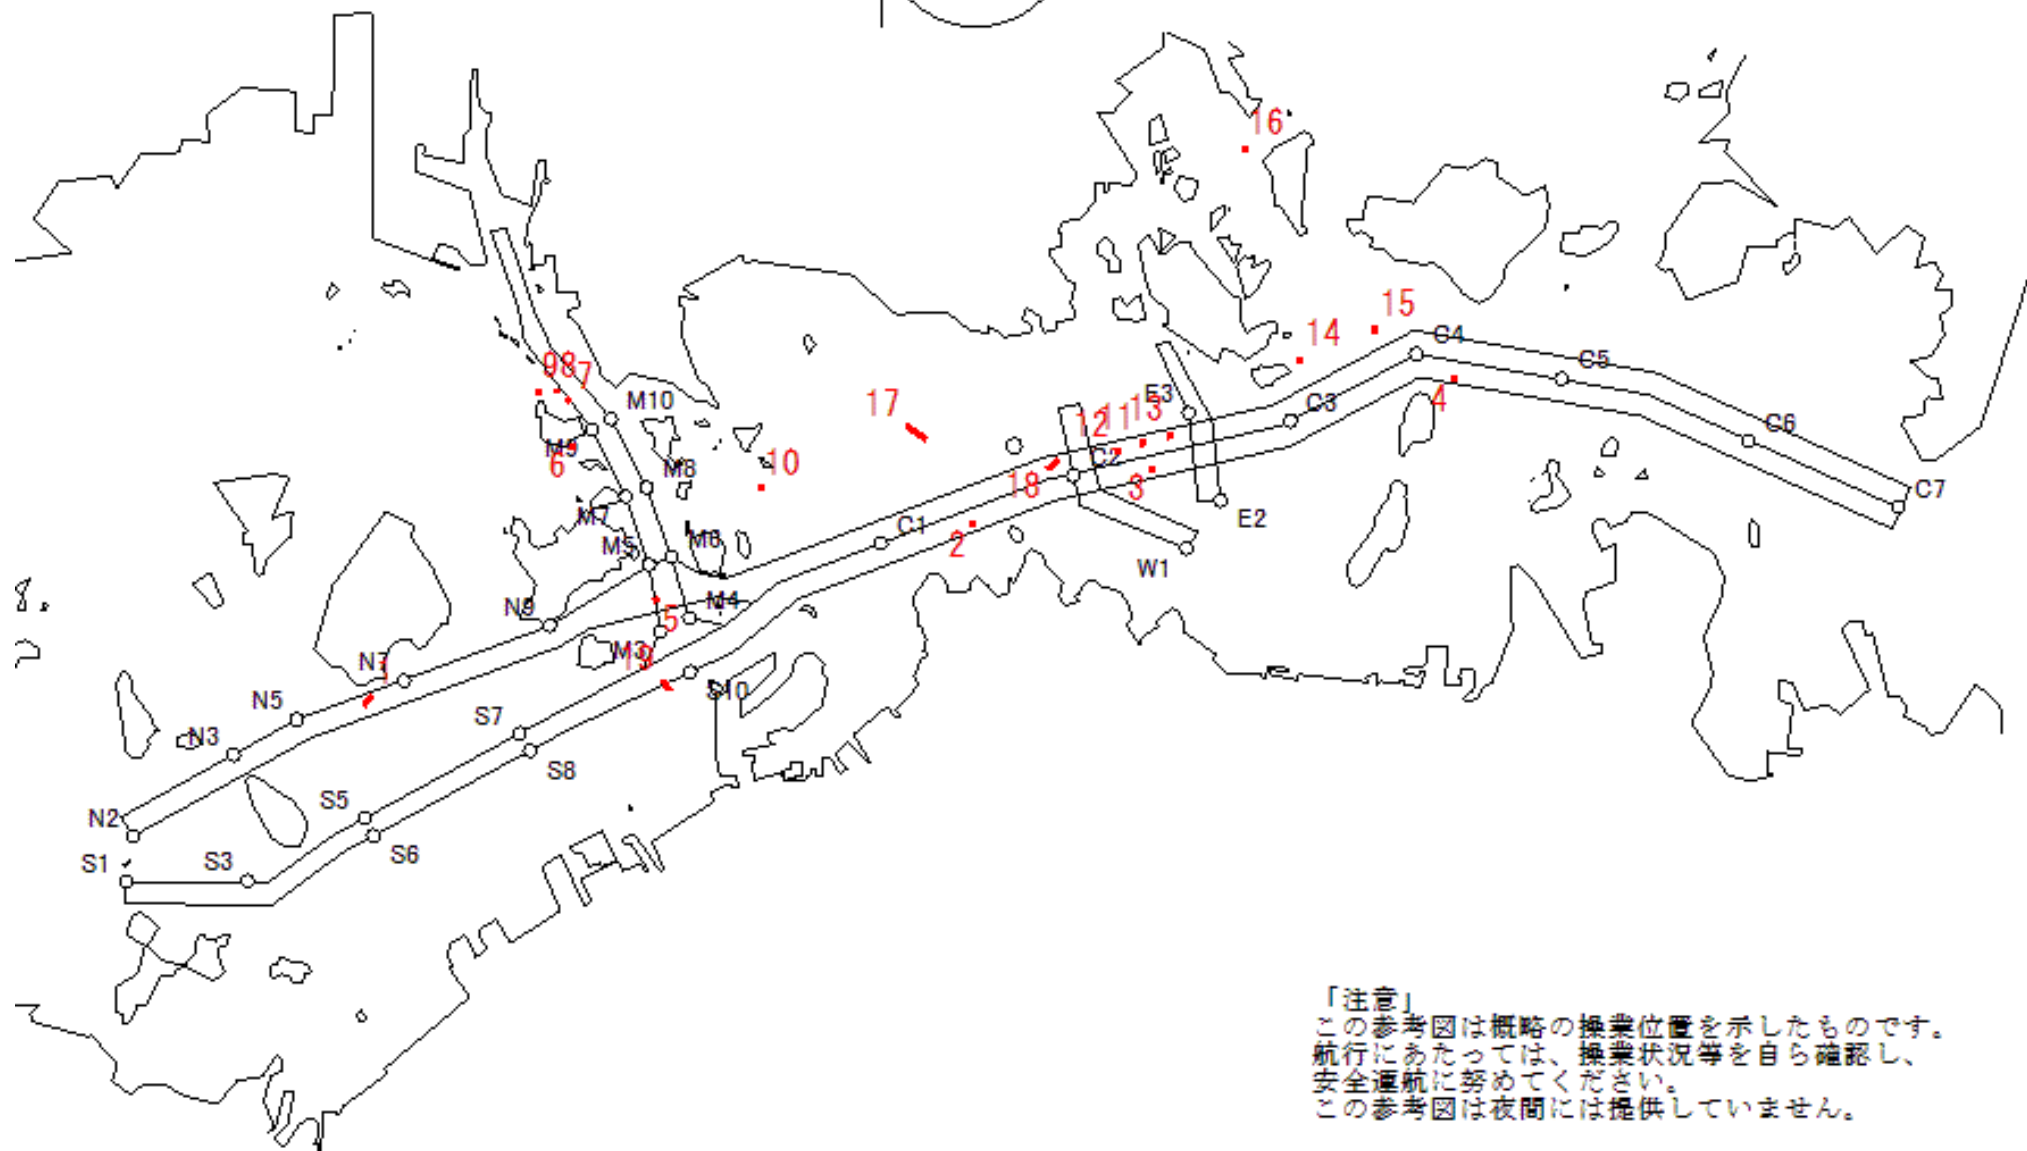 16
15
14
C4
C5
98
7
M10
17
E3
13
11
12
C3
4
C6
M9
6
M8
10
C2
18
3
C7
M7
E2
M5
M6
C1
2
W1
N9
M4
5
M3
19
N7
1
S10
N5
S7
N3
S8
S5
N2
S6
S1
S3
「注意」
この参考図は概略の操業位置を示したものです。
航行にあたっては、操業状況等を自ら確認し、
安全運航に努めてください。
この参考図は夜間には提供していません。